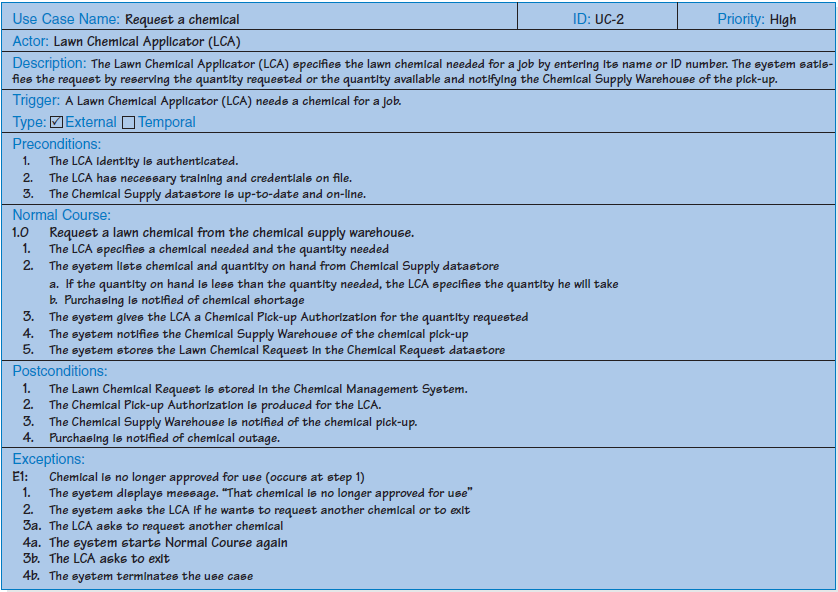 Use Case Name: Request a chemical ID: UC-2 Priority: High
Actor: Lawn Chemical Applicator (LCA)
Description: The Lawn Chemical Applicator (LCA) specifies the lawn chemical needed for a job by entering its name or ID number. The system satis-
fies the request by reserving the quantity requested or the quantity available and notifying the Chemical Supply Warehouse of the pick-up.
Trigger: A Lawn Chemical Applicator (LCA) needs a chemical for a job.
Type: ☑ External ☐ Temporal
Preconditions:
1. The LCA identity is authenticated.
2. The LCA has necessary training and credentials on file.
3. The Chemical Supply datastore is up-to-date and on-line.
Normal Course:
1.0 Request a lawn chemical from the chemical supply warehouse.
1. The LCA specifies a chemical needed and the quantity needed
2. The system lists chemical and quantity on hand from Chemical Supply datastore
a. If the quantity on hand is less than the quantity needed, the LCA specifies the quantity he will take
b. Purchasing is notified of chemical shortage
3. The system gives the LCA a Chemical Pick-up Authorization for the quantity requested
4. The system notifies the Chemical Supply Warehouse of the chemical pick-up
5. The system stores the Lawn Chemical Request in the Chemical Request datastore
Postconditions:
1. The Lawn Chemical Request is stored in the Chemical Management System.
2. The Chemical Pick-up Authorization is produced for the LCA.
3. The Chemical Supply Warehouse is notified of the chemical pick-up.
4. Purchasing is notified of chemical outage.
Exceptions:
E1: Chemical is no longer approved for use (occurs at step 1)
1. The system displays message. “That chemical is no longer approved for use”
2. The system asks the LCA if he wants to request another chemical or to exit
3a. The LCA asks to request another chemical
4a. The system starts Normal Course again
3b. The LCA asks to exit
4b. The system terminates the use case